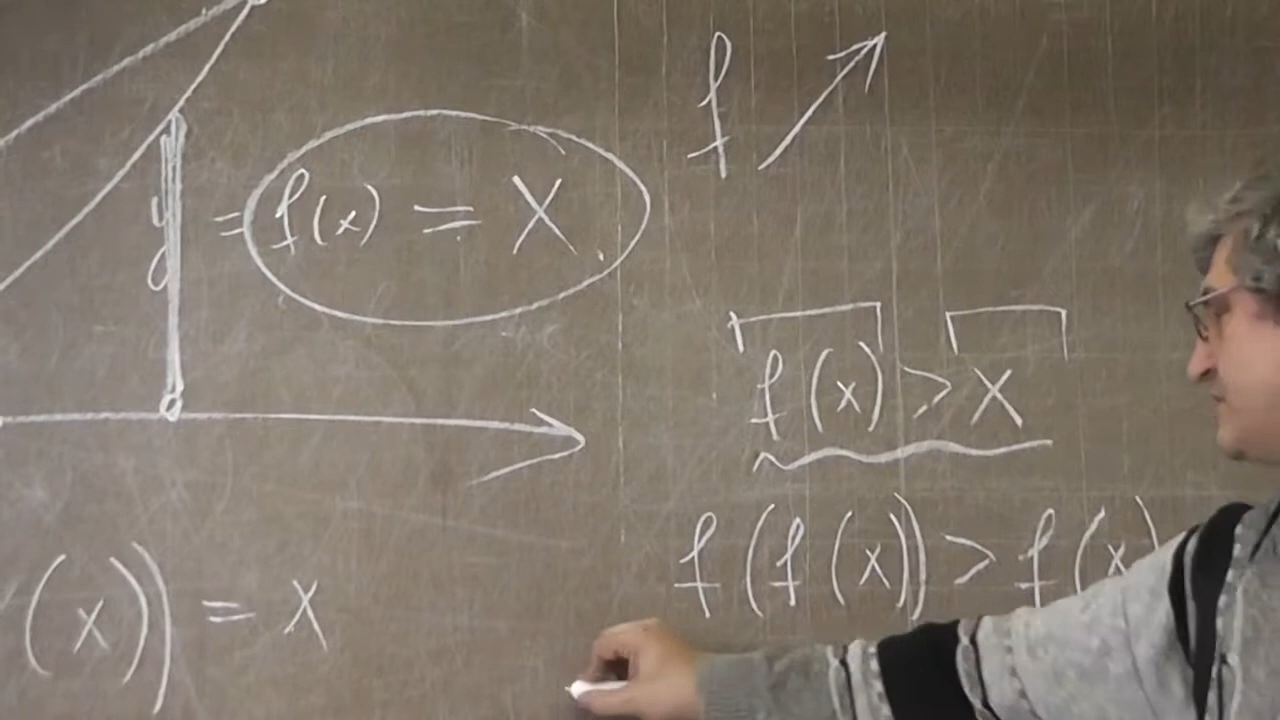 f ↗
y = f(x) = x
f(x) > x
f(f(x)) > f(x)
(x)) = x